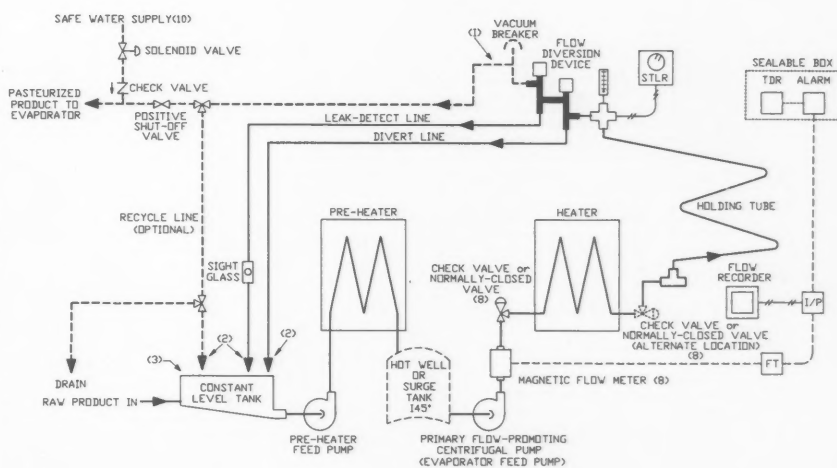 SAFE WATER SUPPLY(10)
SOLENOID VALVE
CHECK VALVE
PASTEURIZED
PRODUCT TO
EVAPORATOR
POSITIVE
SHUT-OFF
VALVE
(1)
VACUUM
BREAKER
FLOW
DIVERSION
DEVICE
STLR
SEALABLE BOX
TDR ALARM
LEAK-DETECT LINE
DIVERT LINE
RECYCLE LINE
(OPTIONAL)
PRE-HEATER
HEATER
HOLDING TUBE
SIGHT
GLASS
CHECK VALVE or
NORMALLY-CLOSED
VALVE
(8)
FLOW
RECORDER
I/P
CHECK VALVE or
NORMALLY-CLOSED VALVE
(ALTERNATE LOCATION)
(8)
(2)
(2)
(3)
DRAIN
RAW PRODUCT IN
CONSTANT
LEVEL TANK
HOT WELL
OR
SURGE
TANK
145°
FT
MAGNETIC FLOW METER (8)
PRE-HEATER
FEED PUMP
PRIMARY FLOW-PROMOTING
CENTRIFUGAL PUMP
(EVAPORATOR FEED PUMP)